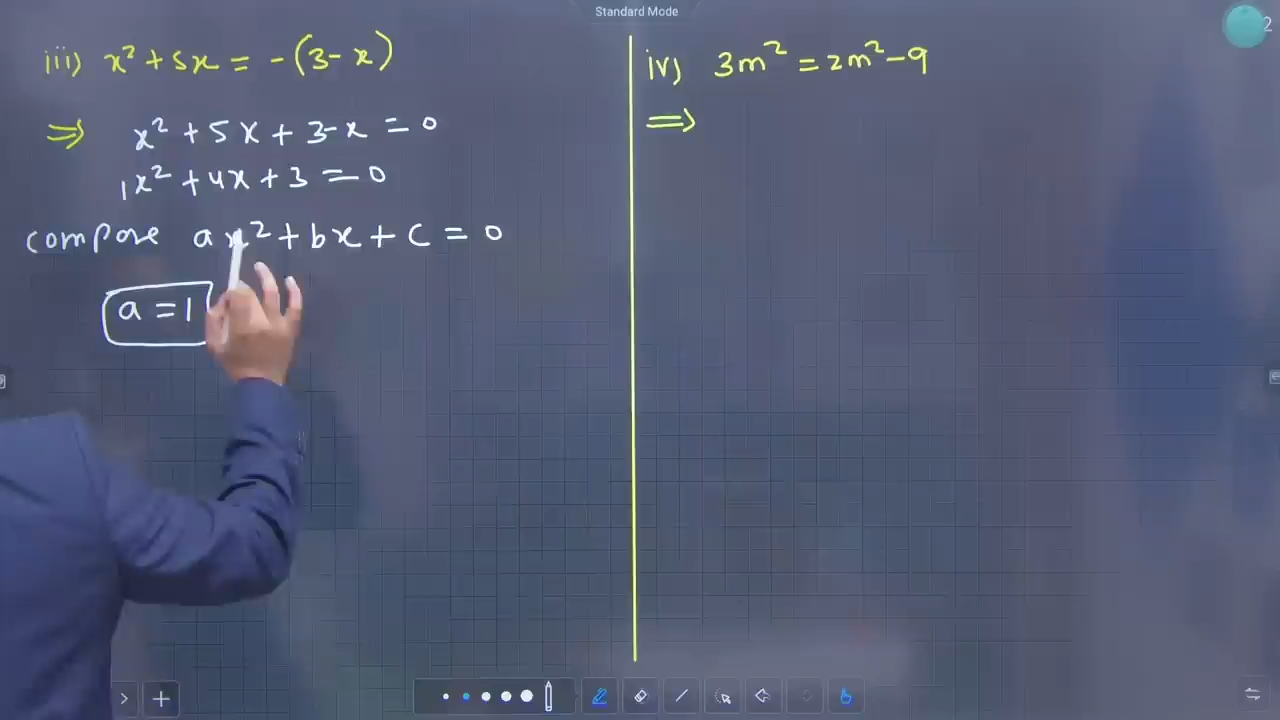 Standard Mode
2
iii) x² + 5x = -(3-x)
⇒ x² + 5x + 3-x = 0
1x² + 4x + 3 = 0
compare ax² + bx + c = 0
a = 1
iv) 3m² = 2m² - 9
⇒